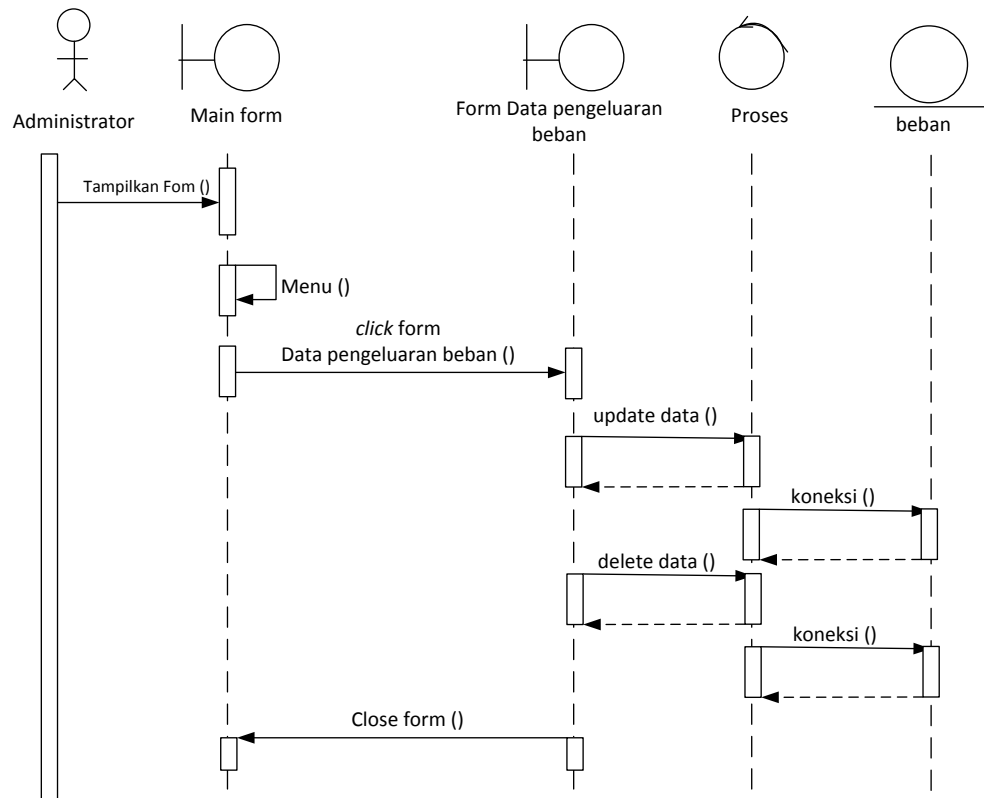 Administrator
Main form
Form Data pengeluaran
beban
Proses
beban
Tampilkan Fom ()
Menu ()
click form
Data pengeluaran beban ()
update data ()
koneksi ()
delete data ()
koneksi ()
Close form ()